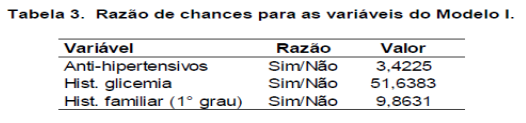 Tabela 3. Razão de chances para as variáveis do Modelo I.
Variável Razão Valor
Anti-hipertensivos Sim/Não 3,4225
Hist. glicemia Sim/Não 51,6383
Hist. familiar (1° grau) Sim/Não 9,8631